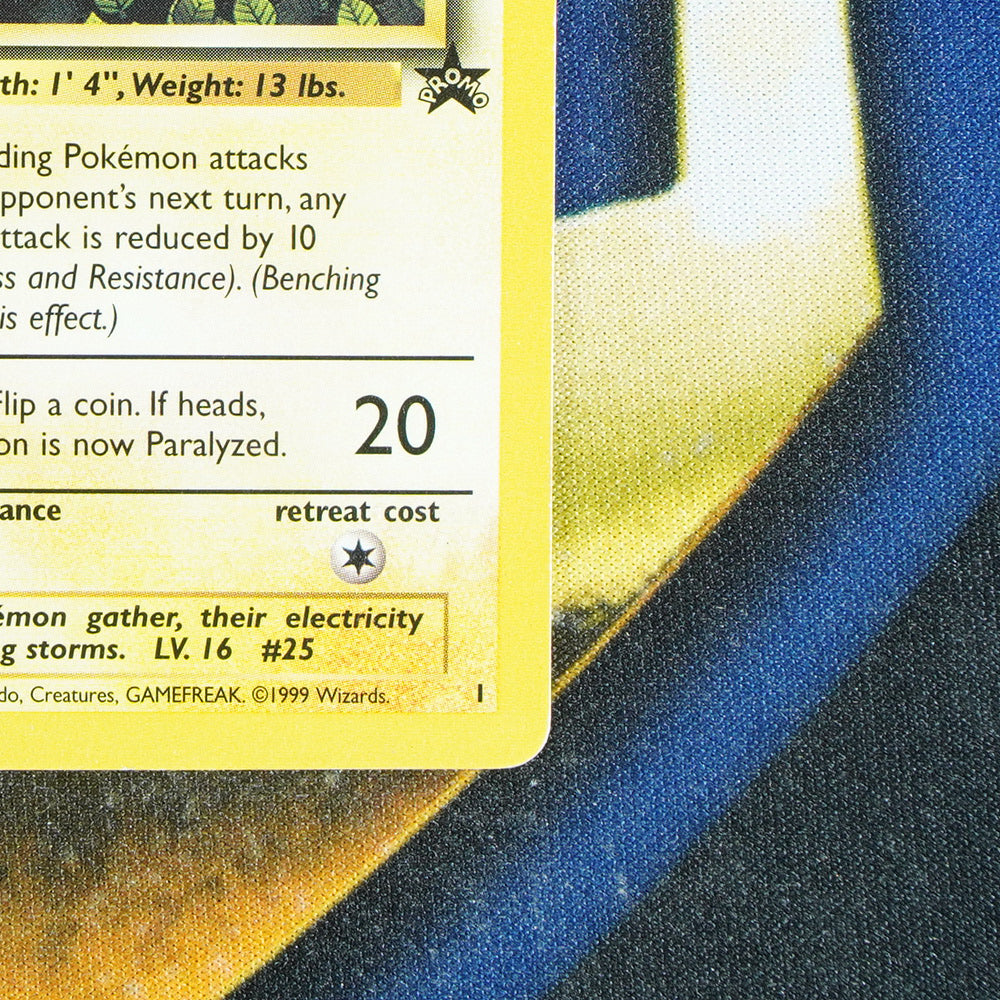 th: 1' 4", Weight: 13 lbs.
PROMO
ding Pokémon attacks
pponent's next turn, any
ttack is reduced by 10
ss and Resistance). (Benching
is effect.)
flip a coin. If heads,
on is now Paralyzed.
20
ance
retreat cost
émon gather, their electricity
g storms. LV. 16 #25
do, Creatures, GAMEFREAK. ©1999 Wizards.
1